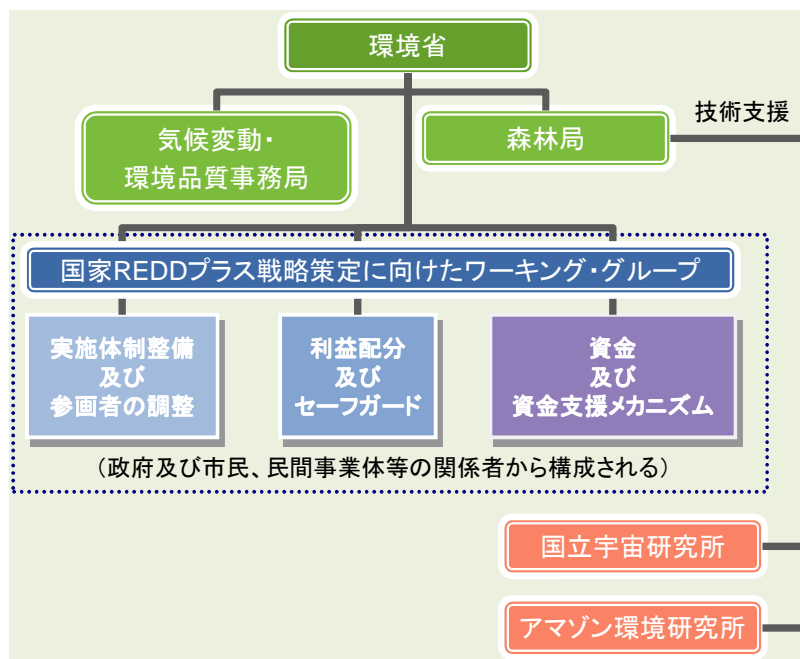 環境省
気候変動・
環境品質事務局
森林局
技術支援
国家REDDプラス戦略策定に向けたワーキング・グループ
実施体制整備
及び
参画者の調整
利益配分
及び
セーフガード
資金
及び
資金支援メカニズム
（政府及び市民、民間事業体等の関係者から構成される）
国立宇宙研究所
アマゾン環境研究所